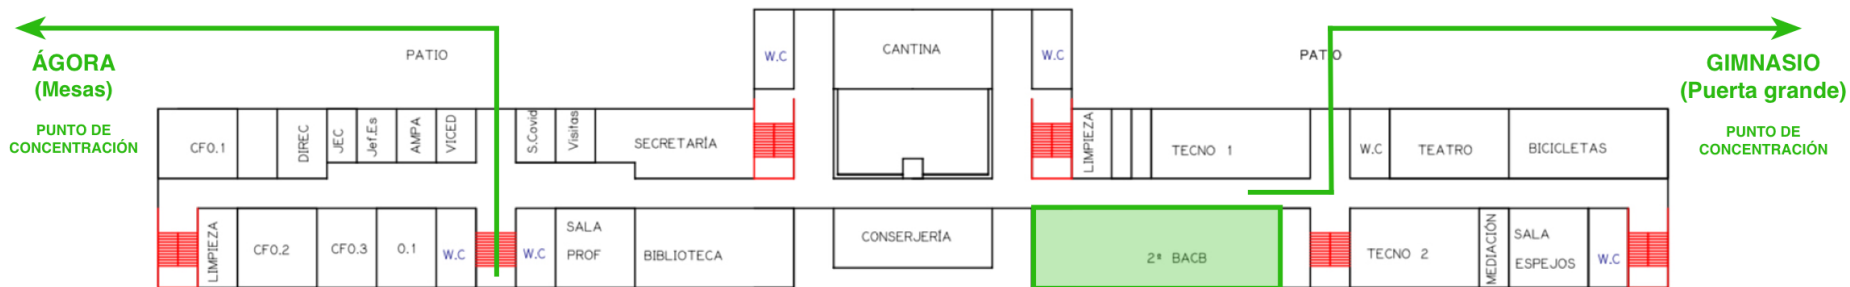 ÁGORA
(Mesas)
PUNTO DE
CONCENTRACIÓN
PATIO
W.C
CANTINA
W.C
PATIO
GIMNASIO
(Puerta grande)
PUNTO DE
CONCENTRACIÓN
CF0.1
DIREC
JEC
Jef.Es
AMPA
VICED
S.Covid
Visitas
SECRETARÍA
LIMPIEZA
TECNO 1
W.C
TEATRO
BICICLETAS
LIMPIEZA
CF0.2
CF0.3
0.1
W.C
W.C
SALA
PROF
BIBLIOTECA
CONSERJERÍA
2º BACB
TECNO 2
MEDIACIÓN
SALA
ESPEJOS
W.C